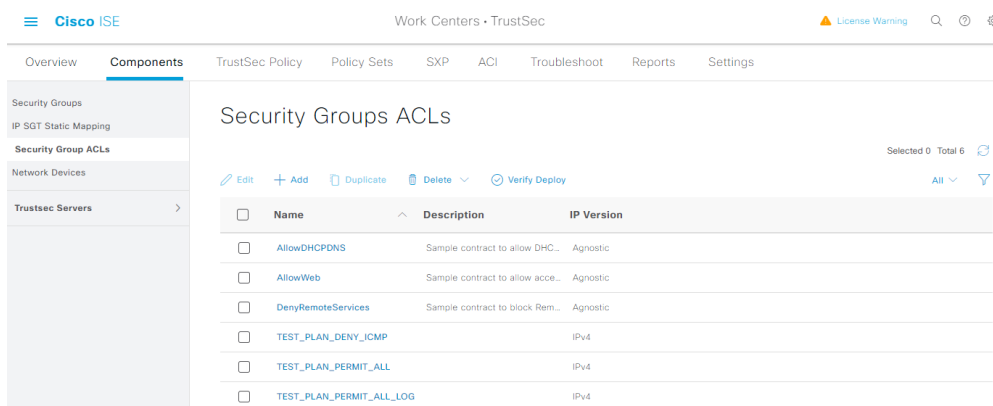 Cisco ISE
Work Centers • TrustSec
License Warning
Overview Components TrustSec Policy Policy Sets SXP ACI Troubleshoot Reports Settings
Security Groups
IP SGT Static Mapping
Security Group ACLs
Network Devices
Trustsec Servers
Security Groups ACLs
Selected 0 Total 6
Edit Add Duplicate Delete Verify Deploy All
Name Description IP Version
AllowDHCPDNS Sample contract to allow DHC... Agnostic
AllowWeb Sample contract to allow acce... Agnostic
DenyRemoteServices Sample contract to block Rem... Agnostic
TEST_PLAN_DENY_ICMP IPv4
TEST_PLAN_PERMIT_ALL IPv4
TEST_PLAN_PERMIT_ALL_LOG IPv4